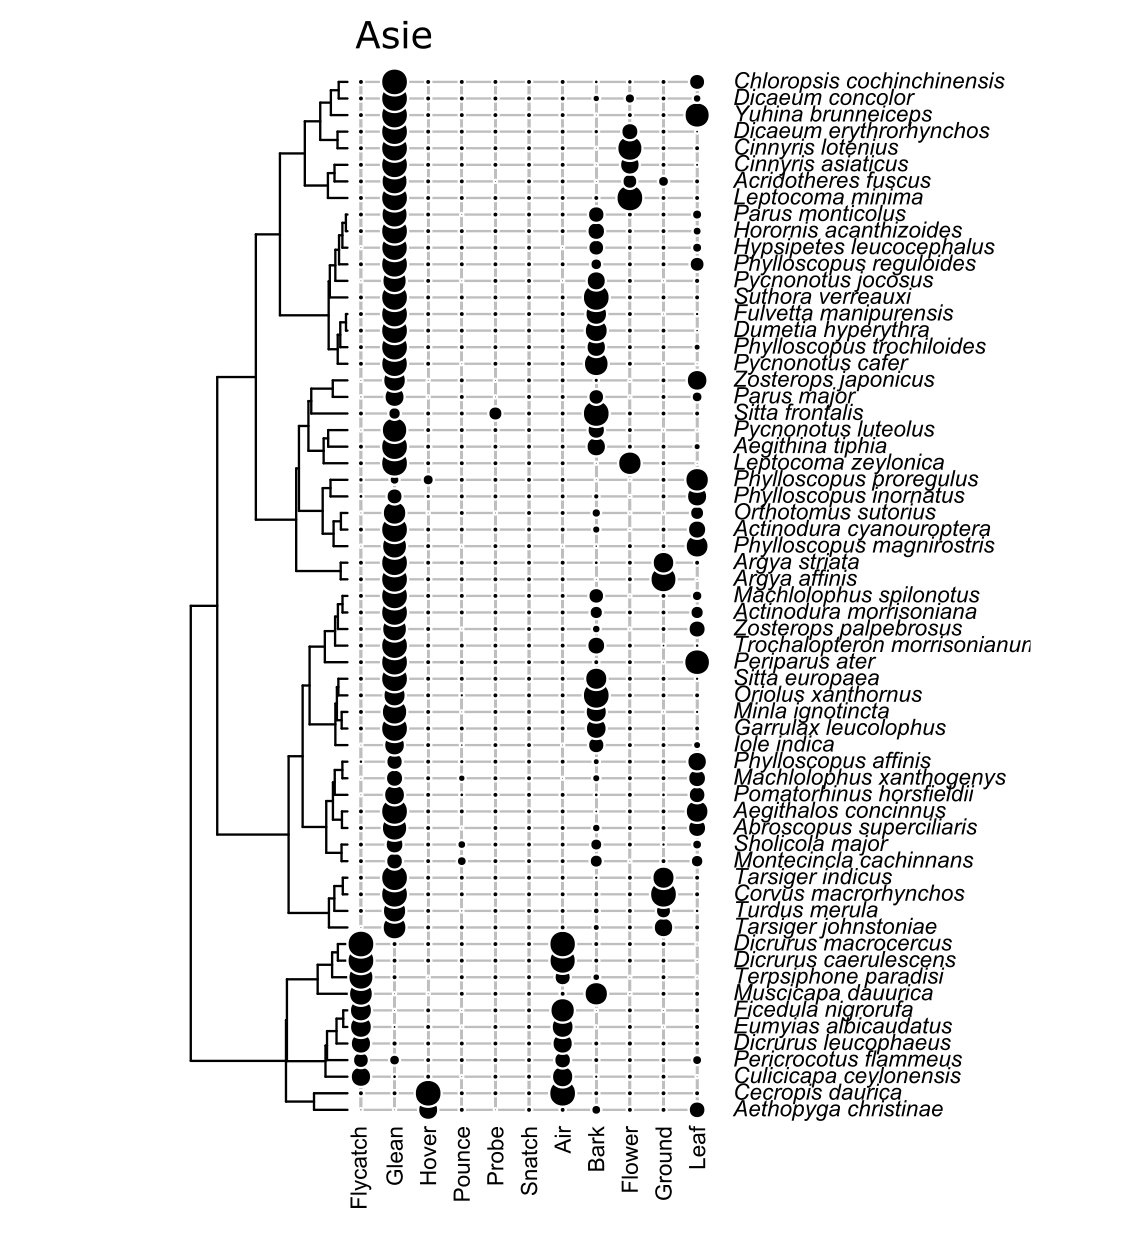 Asie
Chloropsis cochinchinensis
Dicaeum concolor
Yuhina brunneiceps
Dicaeum erythrorhynchos
Cinnyris lotenius
Cinnyris asiaticus
Acridotheres fuscus
Leptocoma minima
Parus monticolus
Horornis acanthizoides
Hypsipetes leucocephalus
Phylloscopus reguloides
Pycnonotus jocosus
Suthora verreauxi
Fulvetta manipurensis
Dumetia hyperythra
Phylloscopus trochiloides
Pycnonotus cafer
Zosterops japonicus
Parus major
Sitta frontalis
Pycnonotus luteolus
Aegithina tiphia
Leptocoma zeylonica
Phylloscopus proregulus
Phylloscopus inornatus
Orthotomus sutorius
Actinodura cyanouroptera
Phylloscopus magnirostris
Argya striata
Argya affinis
Machlolophus spilonotus
Actinodura morrisoniana
Zosterops palpebrosus
Trochalopteron morrisonianum
Periparus ater
Sitta europaea
Oriolus xanthornus
Minla ignotincta
Garrulax leucolophus
Iole indica
Phylloscopus affinis
Machlolophus xanthogenys
Pomatorhinus horsfieldii
Aegithalos concinnus
Abroscopus superciliaris
Sholicola major
Montecincla cachinnans
Tarsiger indicus
Corvus macrorhynchos
Turdus merula
Tarsiger johnstoniae
Dicrurus macrocercus
Dicrurus caerulescens
Terpsiphone paradisi
Muscicapa dauurica
Ficedula nigrorufa
Eumyias albicaudatus
Dicrurus leucophaeus
Pericrocotus flammeus
Culicicapa ceylonensis
Cecropis daurica
Aethopyga christinae
Flycatch
Glean
Hover
Pounce
Probe
Snatch
Air
Bark
Flower
Ground
Leaf